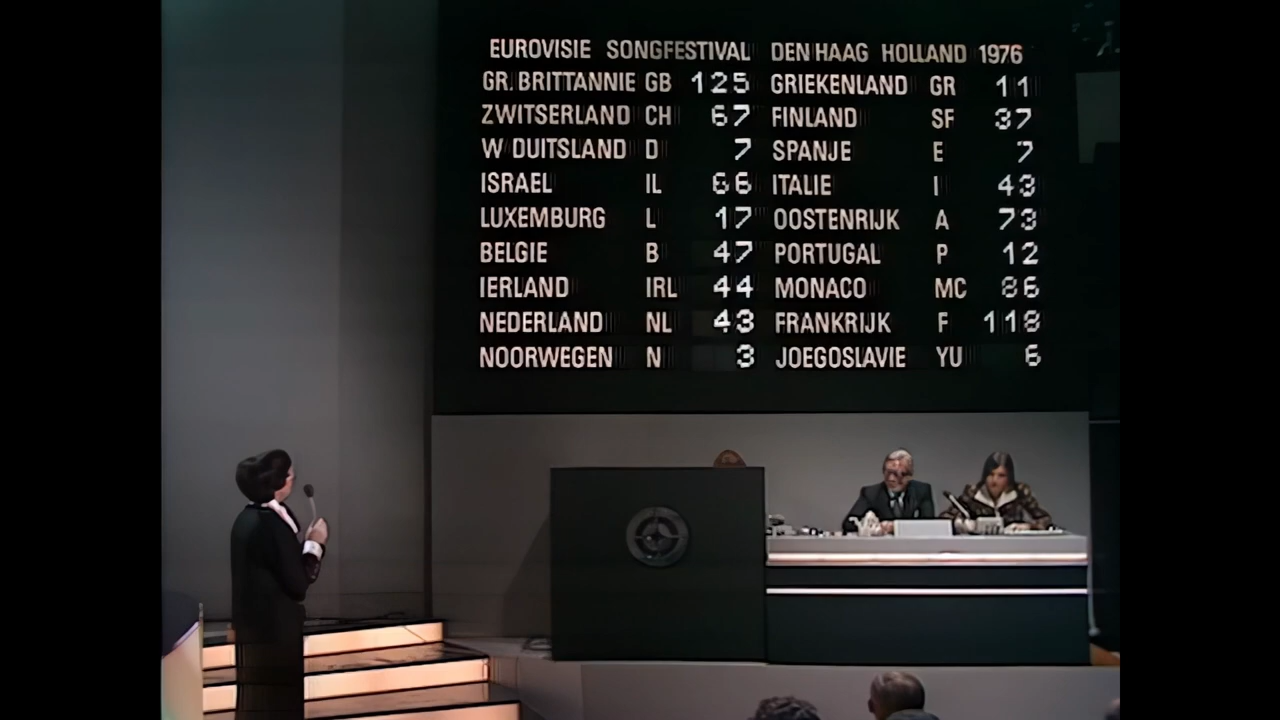 EUROVISIE SONGFESTIVAL DEN HAAG HOLLAND 1976
GR. BRITTANNIE GB 125 GRIEKENLAND GR 11
ZWITSERLAND CH 67 FINLAND SF 37
W DUITSLAND D 7 SPANJE E 7
ISRAEL IL 66 ITALIE I 43
LUXEMBURG L 17 OOSTENRIJK A 73
BELGIE B 47 PORTUGAL P 12
IERLAND IRL 44 MONACO MC 86
NEDERLAND NL 43 FRANKRIJK F 118
NOORWEGEN N 3 JOEGOSLAVIE YU 6